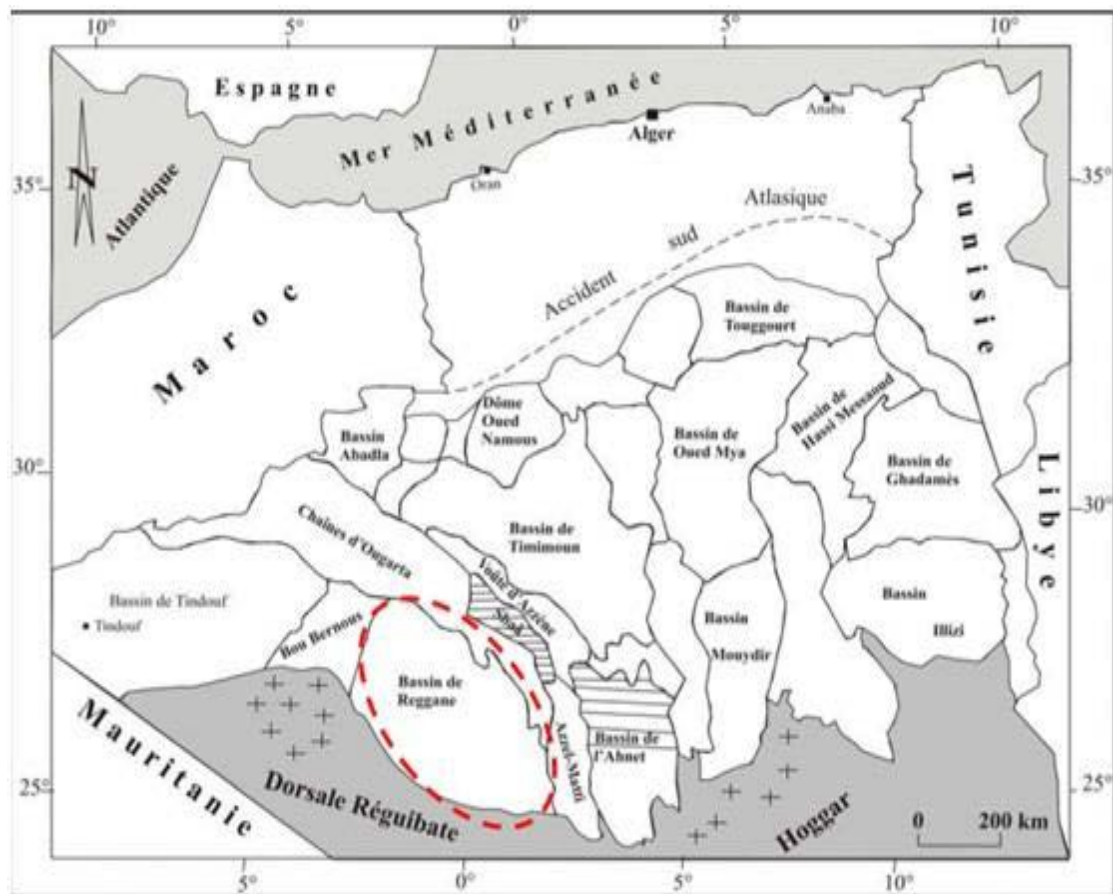 10°
5°
0°
5°
10°
Espagne
Mer Méditerranée
Alger
Anaba
Oran
N
Atlantique
35°
35°
Tunisie
Accident sud Atlasique
Maroc
Bassin de
Touggourt
Bassin de
Hassi Messaoud
Dôme
Oued
Namous
Bassin
Abadla
Bassin de
Oued Mya
Bassin de
Ghadamès
Libye
30°
30°
Chaînes d'Ougarta
Bassin de
Timimoun
Voûte d'Azzène
Sbaâ
Bassin de Tindouf
Tindouf
Bou Bernous
Bassin
Mouydir
Bassin
Illizi
Bassin de
Reggane
Azzel-Matti
Bassin de
l'Ahnet
Mauritanie
25°
25°
Dorsale Réguibate
Hoggar
0 200 km
5°
0°
5°
10°